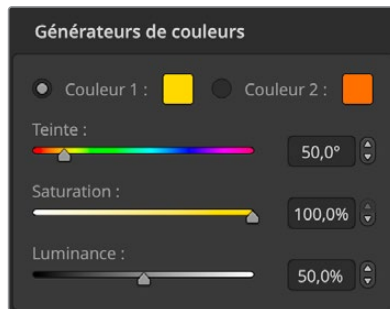 Générateurs de couleurs
Couleur 1 : Couleur 2 :
Teinte :
50,0°
Saturation :
100,0%
Luminance :
50,0%